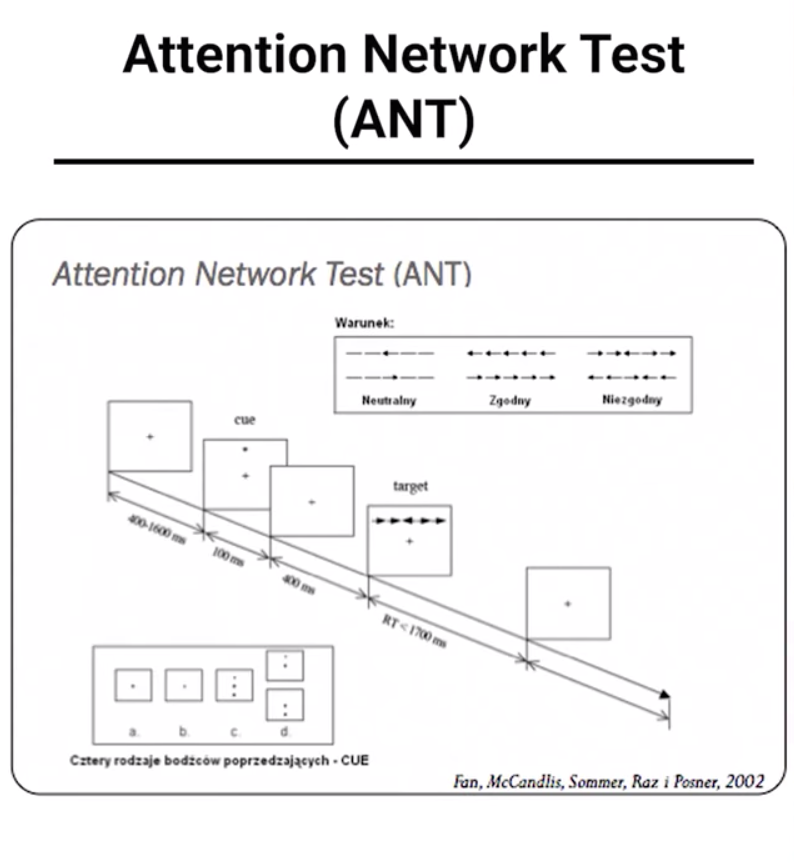 Attention Network Test
(ANT)
Attention Network Test (ANT)
Warunek:
Neutralny Zgodny Niezgodny
cue
target
400-1600 ms
100 ms
400 ms
RT < 1700 ms
a. b. c. d.
Cztery rodzaje bodźców poprzedzających - CUE
Fan, McCandlis, Sommer, Raz i Posner, 2002